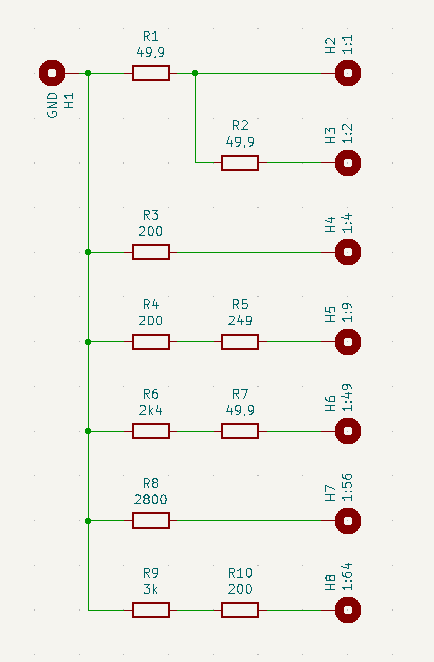 R1
49.9
H2
1:1
GND
H1
R2
49.9
H3
1:2
R3
200
H4
1:4
R4
200
R5
249
H5
1:9
R6
2k4
R7
49.9
H6
1:49
R8
2800
H7
1:56
R9
3k
R10
200
H8
1:64